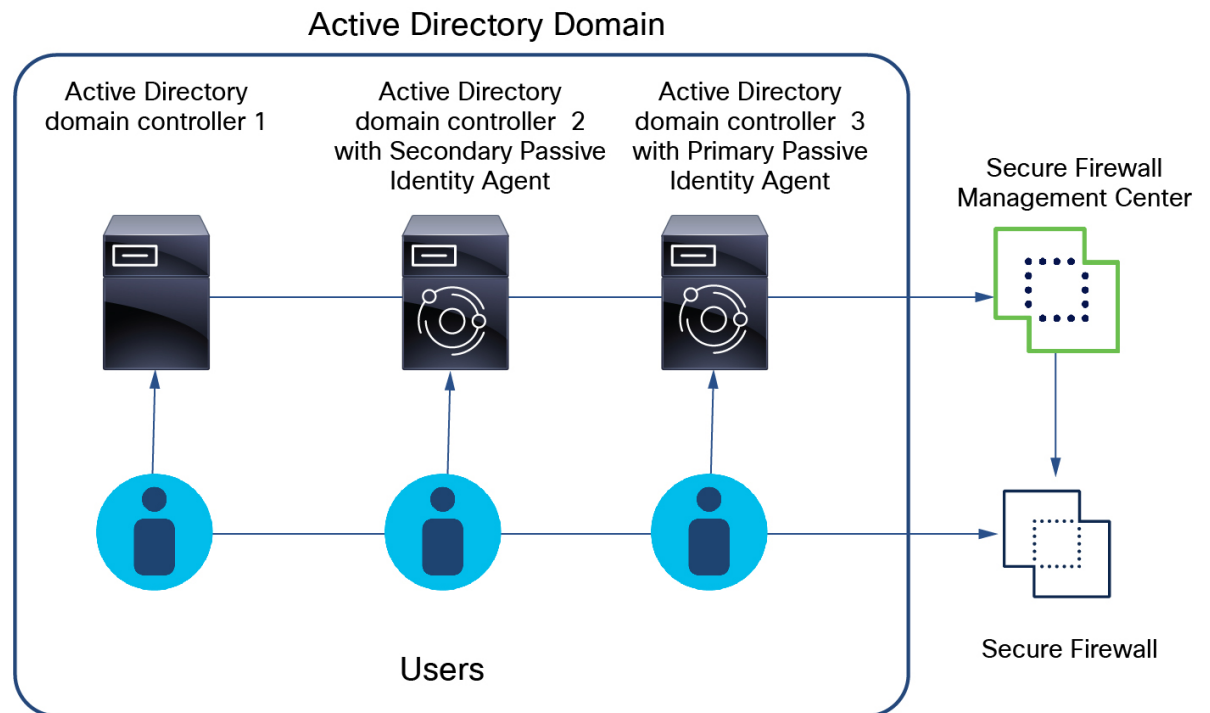 Active Directory Domain
Active Directory
domain controller 1
Active Directory
domain controller 2
with Secondary Passive
Identity Agent
Active Directory
domain controller 3
with Primary Passive
Identity Agent
Secure Firewall
Management Center
Secure Firewall
Users